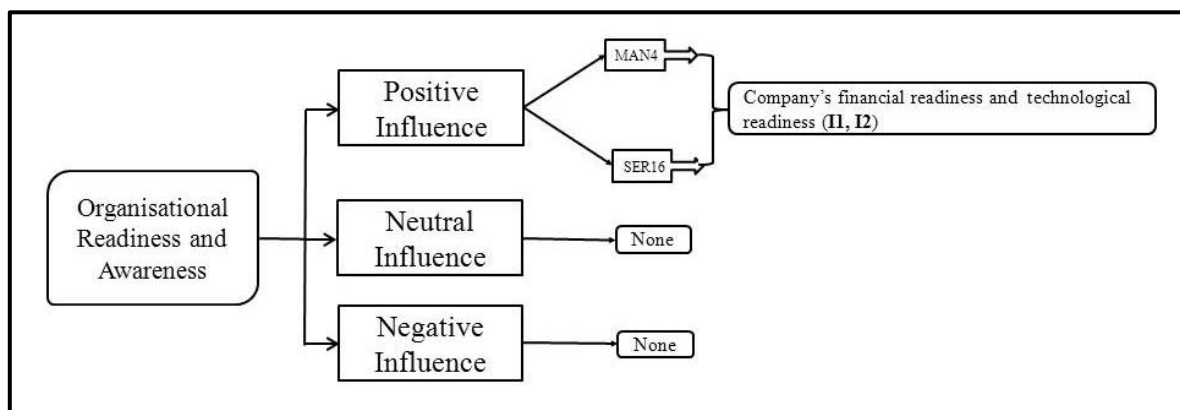 Organisational
Readiness and
Awareness
Positive
Influence
MAN4
SER16
Company’s financial readiness and technological
readiness (I1, I2)
Neutral
Influence
None
Negative
Influence
None